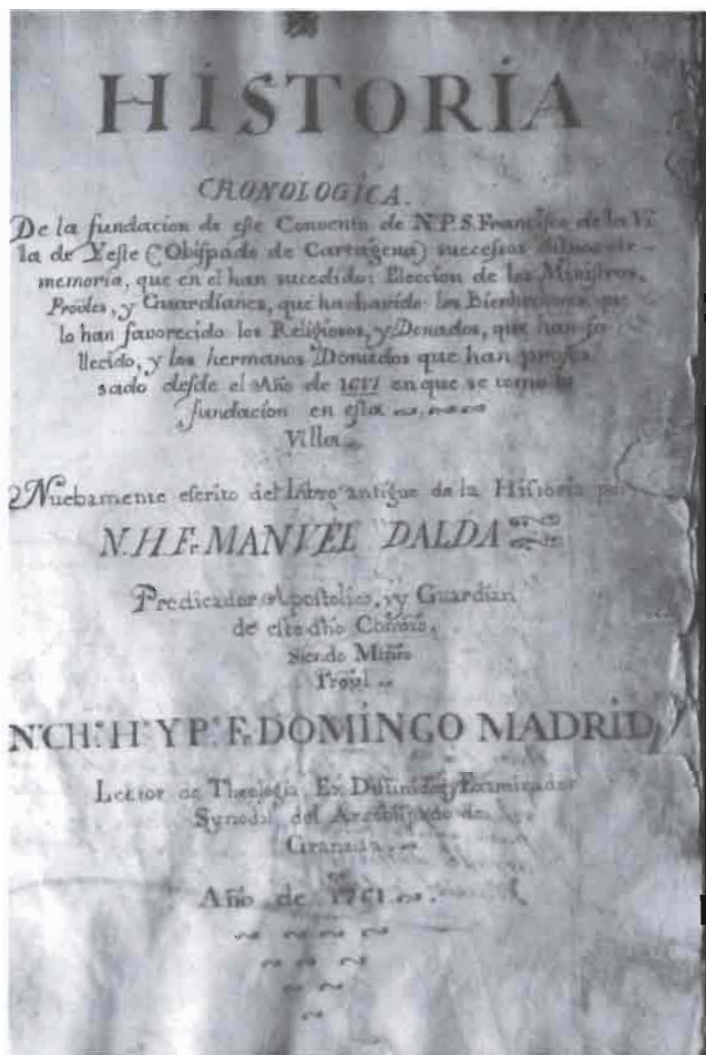 HISTORIA
CRONOLOGICA.
De la fundacion de este Convento de N.P.S. Francisco de la Vi
lla de Yeste (Obispado de Cartagena) successos dignos de
memoria, que en el han sucedido: Eleccion de los Ministros,
Provles, y Guardianes, que ha havido: los Bienhechores que
lo han favorecido los Religiosos, y Donados, que han fa
llecido, y los hermanos Donados que han profes
sado desde el Año de 1617 en que se tomo la
fundacion en esta
Villa
Nuebamente escrito del Libro antiguo de la Historia por
N. H. Fr. MANVEL DALDA
Predicador Apostolico, y Guardian
de este dho Convto.
Siendo Minro
Provl
N. CH.º H.º Y P.º Fr. DOMINGO MADRID
Lector de Theologia Ex Difinidor y Examinador
Synodal del Arzobispado de
Granada
Año de 1761